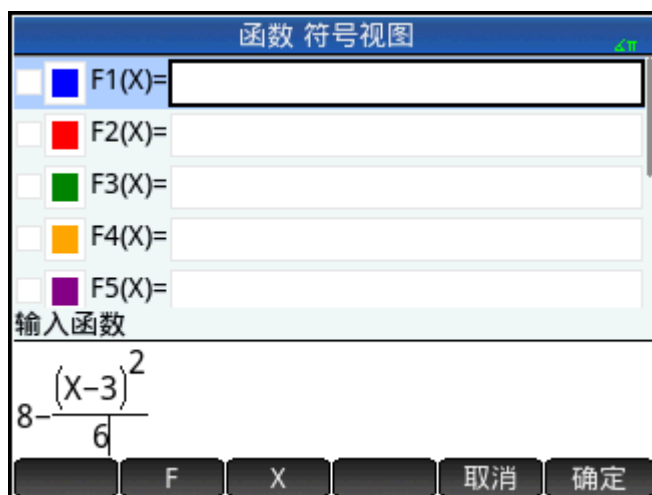 函数 符号视图
∡π
F1(X)=
F2(X)=
F3(X)=
F4(X)=
F5(X)=
输入函数
8-(X-3)²/6
F X 取消 确定